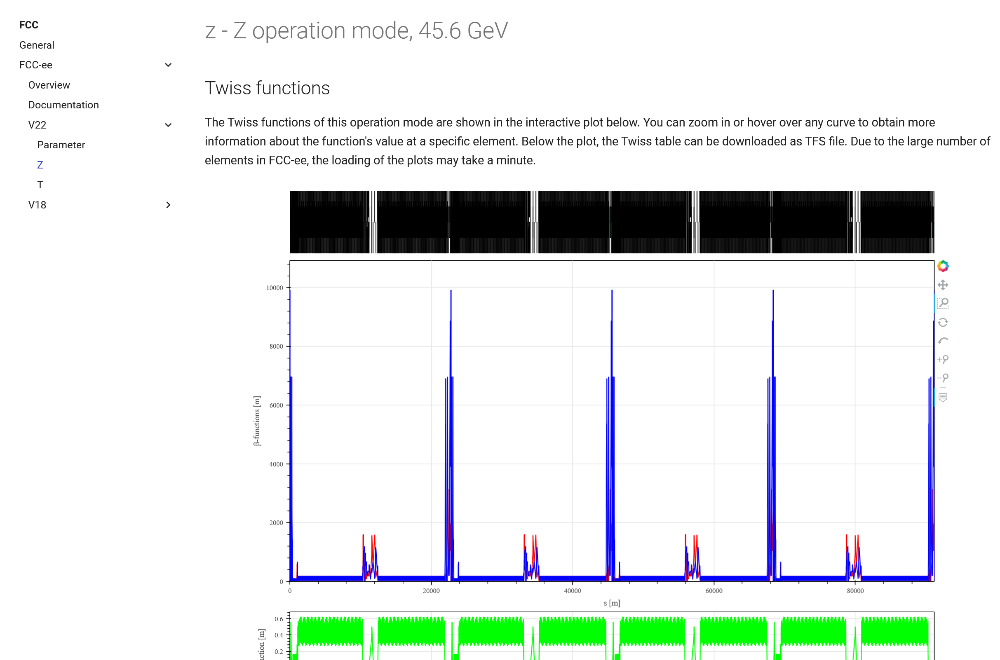 FCC
General
FCC-ee
Overview
Documentation
V22
Parameter
Z
T
V18
z - Z operation mode, 45.6 GeV
Twiss functions
The Twiss functions of this operation mode are shown in the interactive plot below. You can zoom in or hover over any curve to obtain more
information about the function's value at a specific element. Below the plot, the Twiss table can be downloaded as TFS file. Due to the large number of
elements in FCC-ee, the loading of the plots may take a minute.
10000
8000
6000
4000
2000
0
β-functions [m]
0 20000 40000 60000 80000
s [m]
0.6
0.4
0.2
[m]